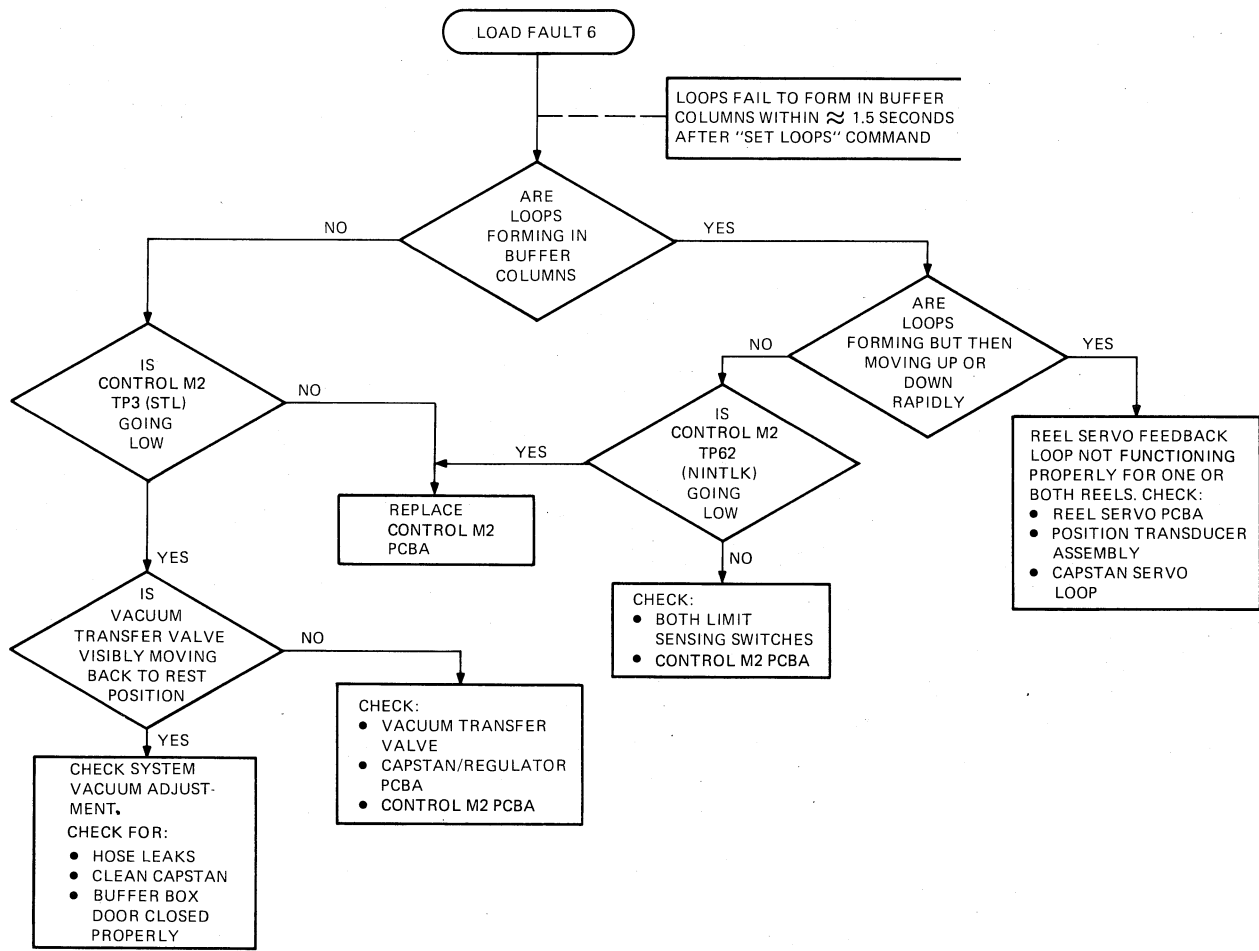 LOAD FAULT 6
LOOPS FAIL TO FORM IN BUFFER
COLUMNS WITHIN ≈ 1.5 SECONDS
AFTER "SET LOOPS" COMMAND
ARE
LOOPS
FORMING IN
BUFFER
COLUMNS
NO
YES
IS
CONTROL M2
TP3 (STL)
GOING
LOW
NO
YES
ARE
LOOPS
FORMING BUT THEN
MOVING UP OR
DOWN
RAPIDLY
NO
YES
IS
CONTROL M2
TP62
(NINTLK)
GOING
LOW
YES
NO
REPLACE
CONTROL M2
PCBA
REEL SERVO FEEDBACK
LOOP NOT FUNCTIONING
PROPERLY FOR ONE OR
BOTH REELS. CHECK:
● REEL SERVO PCBA
● POSITION TRANSDUCER
ASSEMBLY
● CAPSTAN SERVO
LOOP
IS
VACUUM
TRANSFER VALVE
VISIBLY MOVING
BACK TO REST
POSITION
NO
YES
CHECK:
● BOTH LIMIT
SENSING SWITCHES
● CONTROL M2 PCBA
CHECK:
● VACUUM TRANSFER
VALVE
● CAPSTAN/REGULATOR
PCBA
● CONTROL M2 PCBA
CHECK SYSTEM
VACUUM ADJUST-
MENT.
CHECK FOR:
● HOSE LEAKS
● CLEAN CAPSTAN
● BUFFER BOX
DOOR CLOSED
PROPERLY